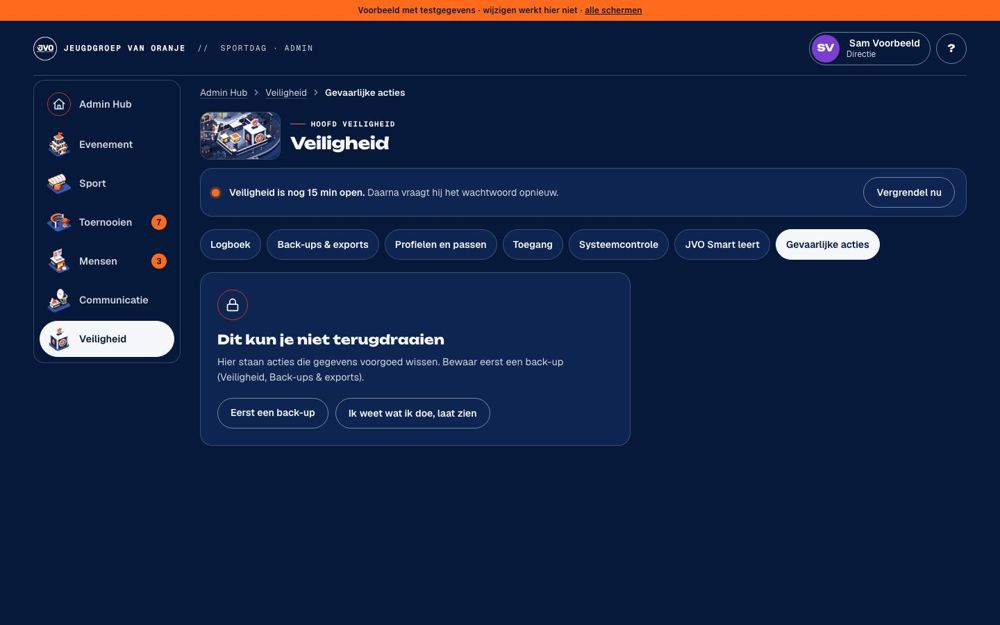 Voorbeeld met testgegevens · wijzigen werkt hier niet · alle schermen
JVO JEUGDGROEP VAN ORANJE // SPORTDAG · ADMIN
SV Sam Voorbeeld
Directie
?
Admin Hub
Evenement
Sport
Toernooien 7
Mensen 3
Communicatie
Veiligheid
Admin Hub > Veiligheid > Gevaarlijke acties
HOOFD VEILIGHEID
Veiligheid
Veiligheid is nog 15 min open. Daarna vraagt hij het wachtwoord opnieuw.
Vergrendel nu
Logboek
Back-ups & exports
Profielen en passen
Toegang
Systeemcontrole
JVO Smart leert
Gevaarlijke acties
Dit kun je niet terugdraaien
Hier staan acties die gegevens voorgoed wissen. Bewaar eerst een back-up
(Veiligheid, Back-ups & exports).
Eerst een back-up
Ik weet wat ik doe, laat zien